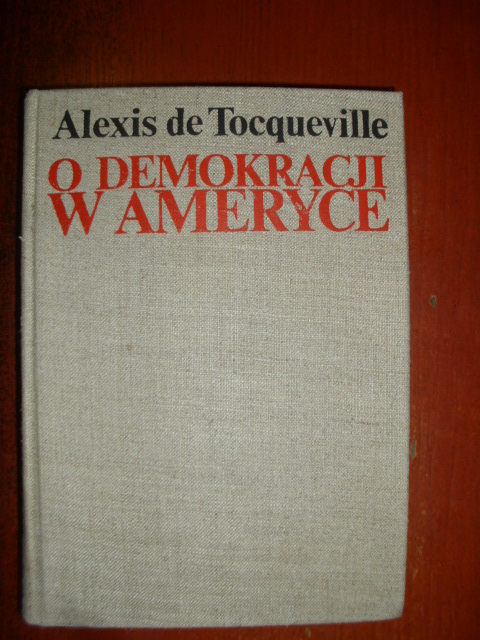 Alexis de Tocqueville
O DEMOKRACJI
W AMERYCE